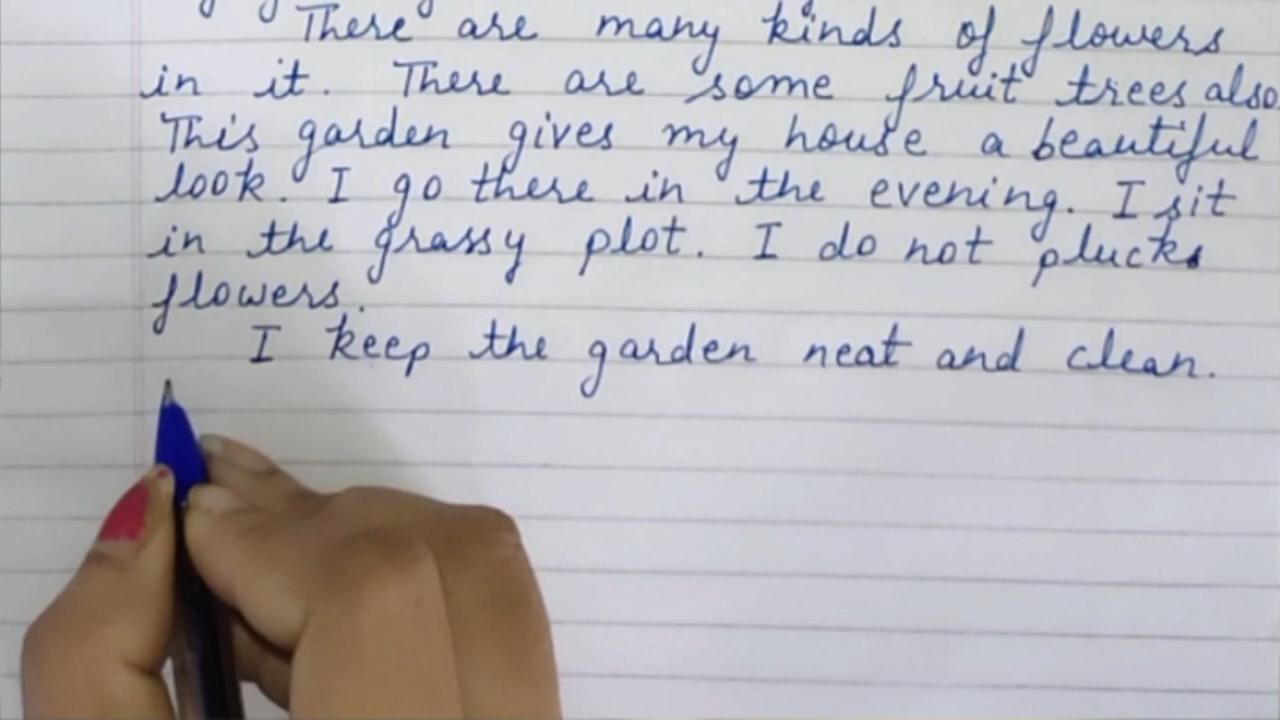 There are many kinds of flowers
in it. There are some fruit trees also
This garden gives my house a beautiful
look. I go there in the evening. I sit
in the grassy plot. I do not pluck
flowers.
I keep the garden neat and clean.